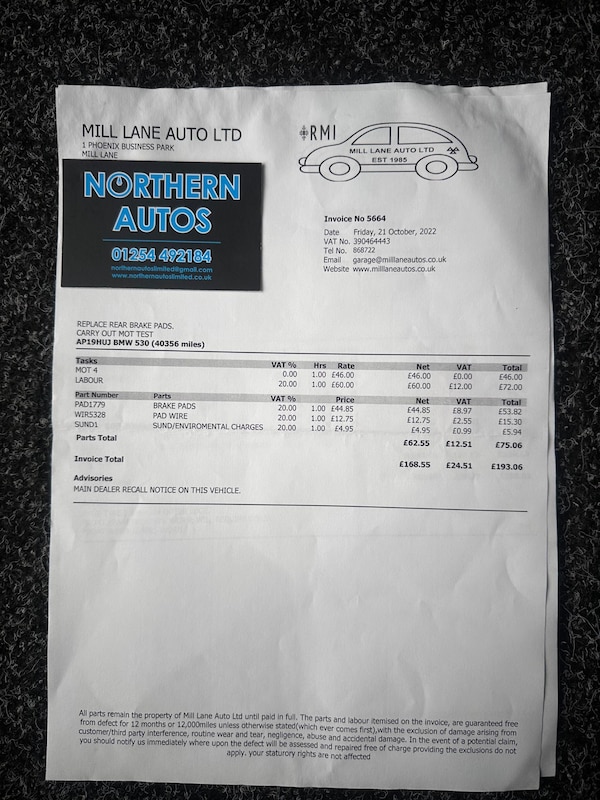 MILL LANE AUTO LTD
1 PHOENIX BUSINESS PARK
MILL LANE
RMI
MILL LANE AUTO LTD
EST 1985
NORTHERN
AUTOS
01254 492184
northernautoslimited@gmail.com
www.northernautoslimited.co.uk
Invoice No 5664
Date Friday, 21 October, 2022
VAT No. 390464443
Tel No. 868722
Email garage@milllaneautos.co.uk
Website www.milllaneautos.co.uk
REPLACE REAR BRAKE PADS.
CARRY OUT MOT TEST
AP19HUJ BMW 530 (40356 miles)
Tasks VAT % Hrs Rate Net VAT Total
MOT 4 0.00 1.00 £46.00 £46.00 £0.00 £46.00
LABOUR 20.00 1.00 £60.00 £60.00 £12.00 £72.00
Part Number Parts VAT % Price Net VAT Total
PAD1779 BRAKE PADS 20.00 1.00 £44.85 £44.85 £8.97 £53.82
WIR5328 PAD WIRE 20.00 1.00 £12.75 £12.75 £2.55 £15.30
SUND1 SUND/ENVIROMENTAL CHARGES 20.00 1.00 £4.95 £4.95 £0.99 £5.94
Parts Total £62.55 £12.51 £75.06
Invoice Total £168.55 £24.51 £193.06
Advisories
MAIN DEALER RECALL NOTICE ON THIS VEHICLE.
All parts remain the property of Mill Lane Auto Ltd until paid in full. The parts and labour itemised on the invoice, are guaranteed free
from defect for 12 months or 12,000miles unless otherwise stated(which ever comes first),with the exclusion of damage arising from
customer/third party interference, routine wear and tear, negligence, abuse and accidental damage. In the event of a potential claim,
you should notify us immediately where upon the defect will be assessed and repaired free of charge providing the exclusions do not
apply. your staturory rights are not affected